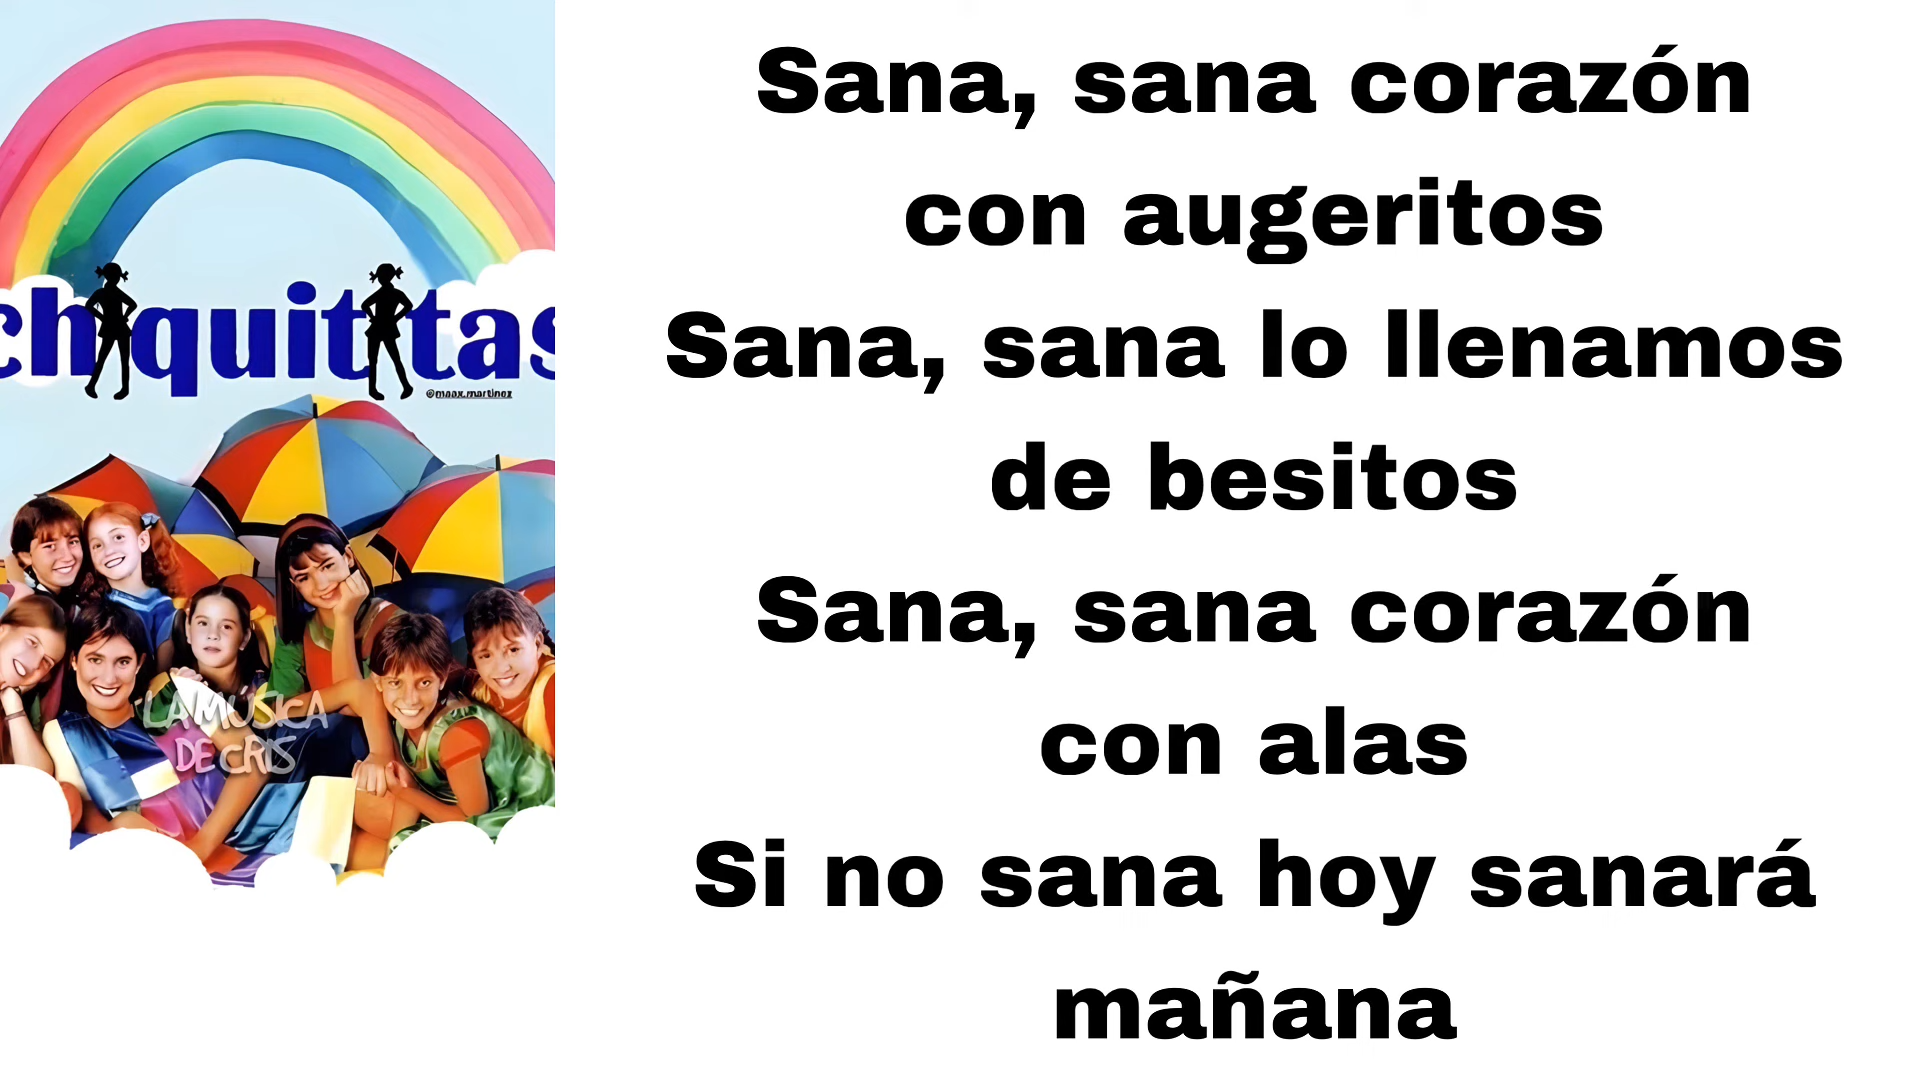 chiquititas
@maax.martinez
LA MÚSICA
DE CRIS
Sana, sana corazón
con augeritos
Sana, sana lo llenamos
de besitos
Sana, sana corazón
con alas
Si no sana hoy sanará
mañana